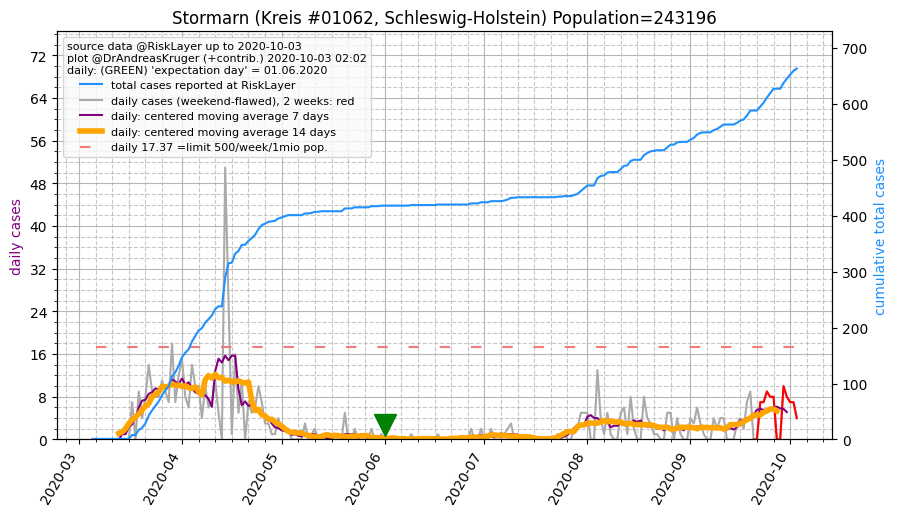 Stormarn (Kreis #01062, Schleswig-Holstein) Population=243196
source data @RiskLayer up to 2020-10-03
plot @DrAndreasKruger (+contrib.) 2020-10-03 02:02
daily: (GREEN) 'expectation day' = 01.06.2020
total cases reported at RiskLayer
daily cases (weekend-flawed), 2 weeks: red
daily: centered moving average 7 days
daily: centered moving average 14 days
daily 17.37 =limit 500/week/1mio pop.
daily cases
72
64
56
48
40
32
24
16
8
0
700
600
500
400
300
200
100
0
cumulative total cases
2020-03
2020-04
2020-05
2020-06
2020-07
2020-08
2020-09
2020-10